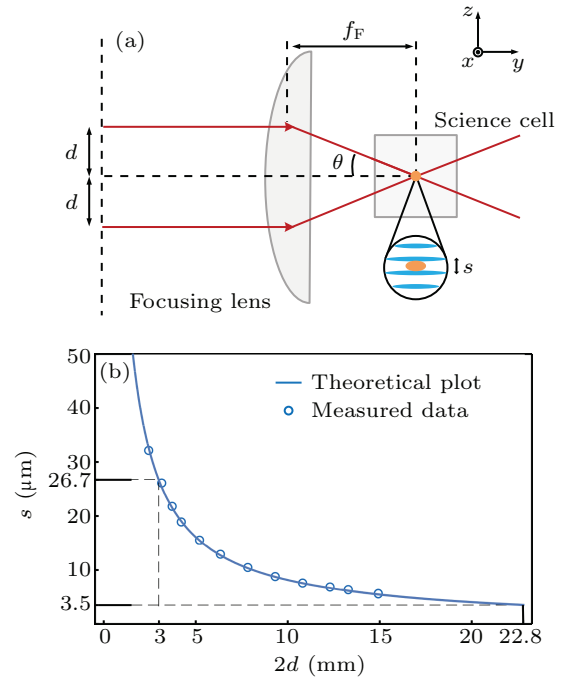 (a)
f_F
z
x
y
Science cell
d
θ
d
s
Focusing lens
(b)
Theoretical plot
Measured data
50
40
30
26.7
20
10
3.5
s (μm)
0 3 5 10 15 20 22.8
2d (mm)